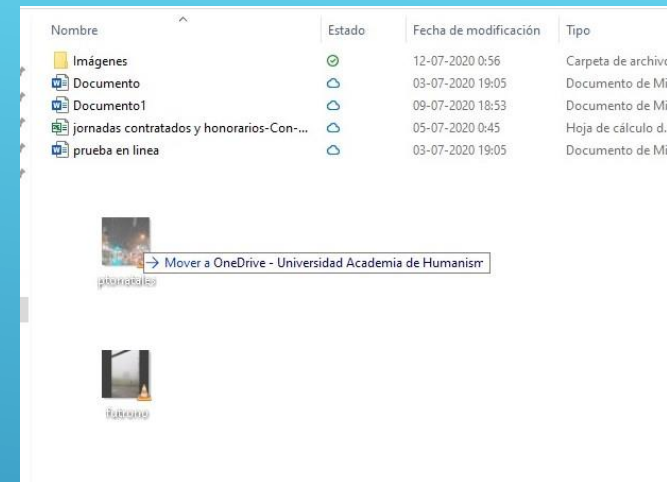 Nombre Estado Fecha de modificación Tipo
Imágenes 12-07-2020 0:56 Carpeta de archivo
Documento 03-07-2020 19:05 Documento de Mi
Documento1 09-07-2020 18:53 Documento de Mi
jornadas contratados y honorarios-Con-... 05-07-2020 0:45 Hoja de cálculo d.
prueba en linea 03-07-2020 19:05 Documento de Mi
→ Mover a OneDrive - Universidad Academia de Humanism
ptonatales
futrono